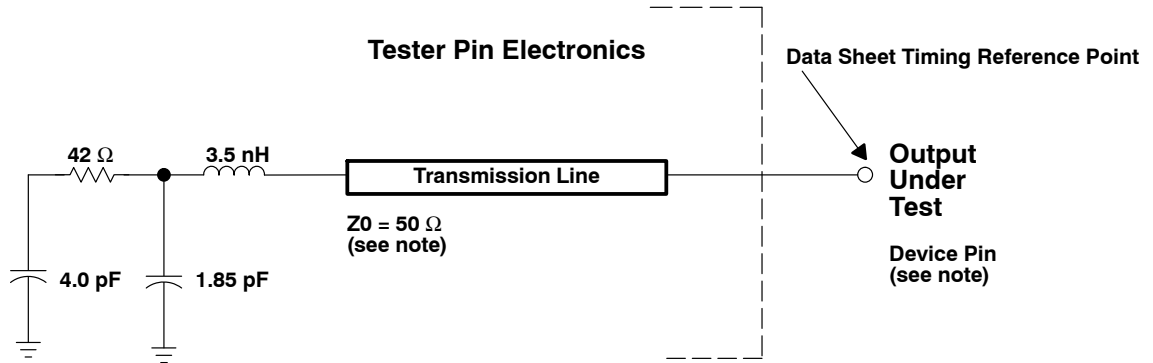 Tester Pin Electronics
Data Sheet Timing Reference Point
42 Ω
3.5 nH
Transmission Line
Output
Under
Test
Z0 = 50 Ω
(see note)
Device Pin
(see note)
4.0 pF
1.85 pF